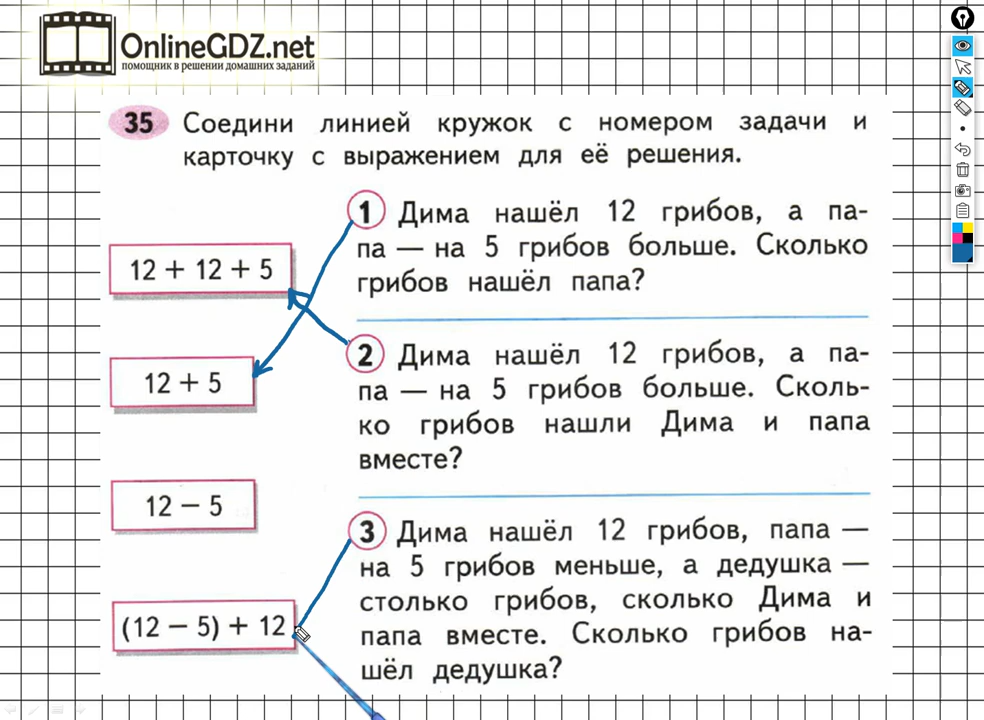 OnlineGDZ.net
помощник в решении домашних заданий
35 Соедини линией кружок с номером задачи и
карточку с выражением для её решения.
12 + 12 + 5
12 + 5
12 − 5
(12 − 5) + 12
1 Дима нашёл 12 грибов, а па-
па — на 5 грибов больше. Сколько
грибов нашёл папа?
2 Дима нашёл 12 грибов, а па-
па — на 5 грибов больше. Сколь-
ко грибов нашли Дима и папа
вместе?
3 Дима нашёл 12 грибов, папа —
на 5 грибов меньше, а дедушка —
столько грибов, сколько Дима и
папа вместе. Сколько грибов на-
шёл дедушка?